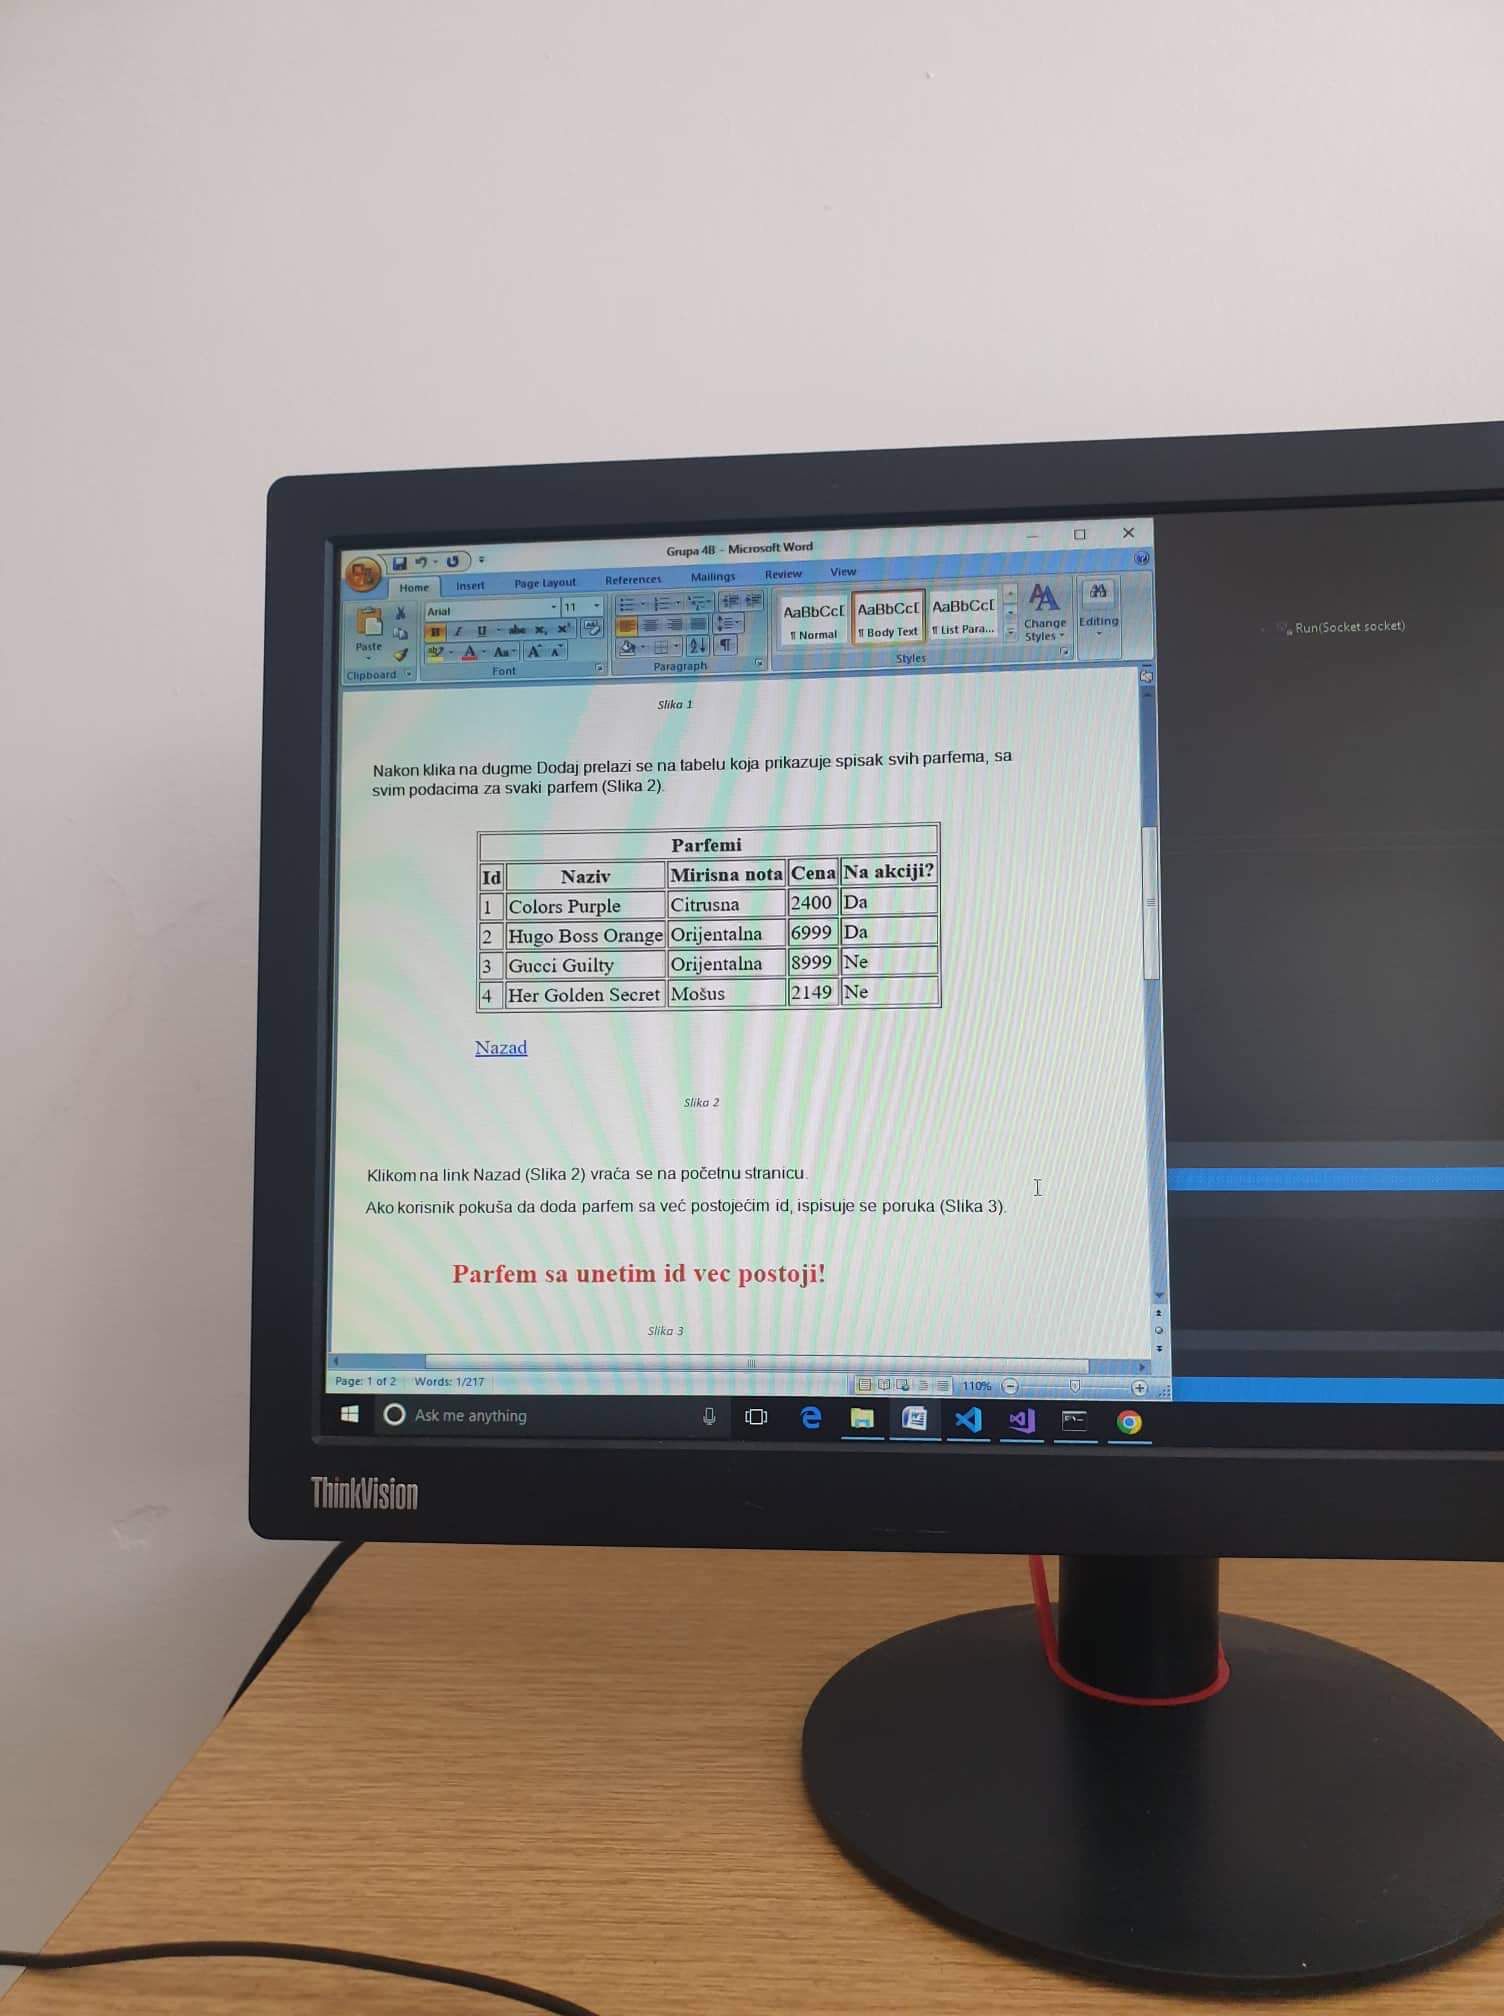 Grupa 4B - Microsoft Word
Home Insert Page Layout References Mailings Review View
Paste
Clipboard
Arial 11
B I U abc x₂ x²
Aa A A
Font
Paragraph
AaBbCcD AaBbCcD AaBbCcD
¶ Normal ¶ Body Text ¶ List Para...
Styles
Change Styles
Editing
Run(Socket socket)
Slika 1
Nakon klika na dugme Dodaj prelazi se na tabelu koja prikazuje spisak svih parfema, sa
svim podacima za svaki parfem (Slika 2).
Parfemi
Id Naziv Mirisna nota Cena Na akciji?
1 Colors Purple Citrusna 2400 Da
2 Hugo Boss Orange Orijentalna 6999 Da
3 Gucci Guilty Orijentalna 8999 Ne
4 Her Golden Secret Mošus 2149 Ne
Nazad
Slika 2
Klikom na link Nazad (Slika 2) vraća se na početnu stranicu.
Ako korisnik pokuša da doda parfem sa već postojećim id, ispisuje se poruka (Slika 3).
Parfem sa unetim id vec postoji!
Slika 3
Page: 1 of 2 Words: 1/217 110%
Ask me anything
ThinkVision